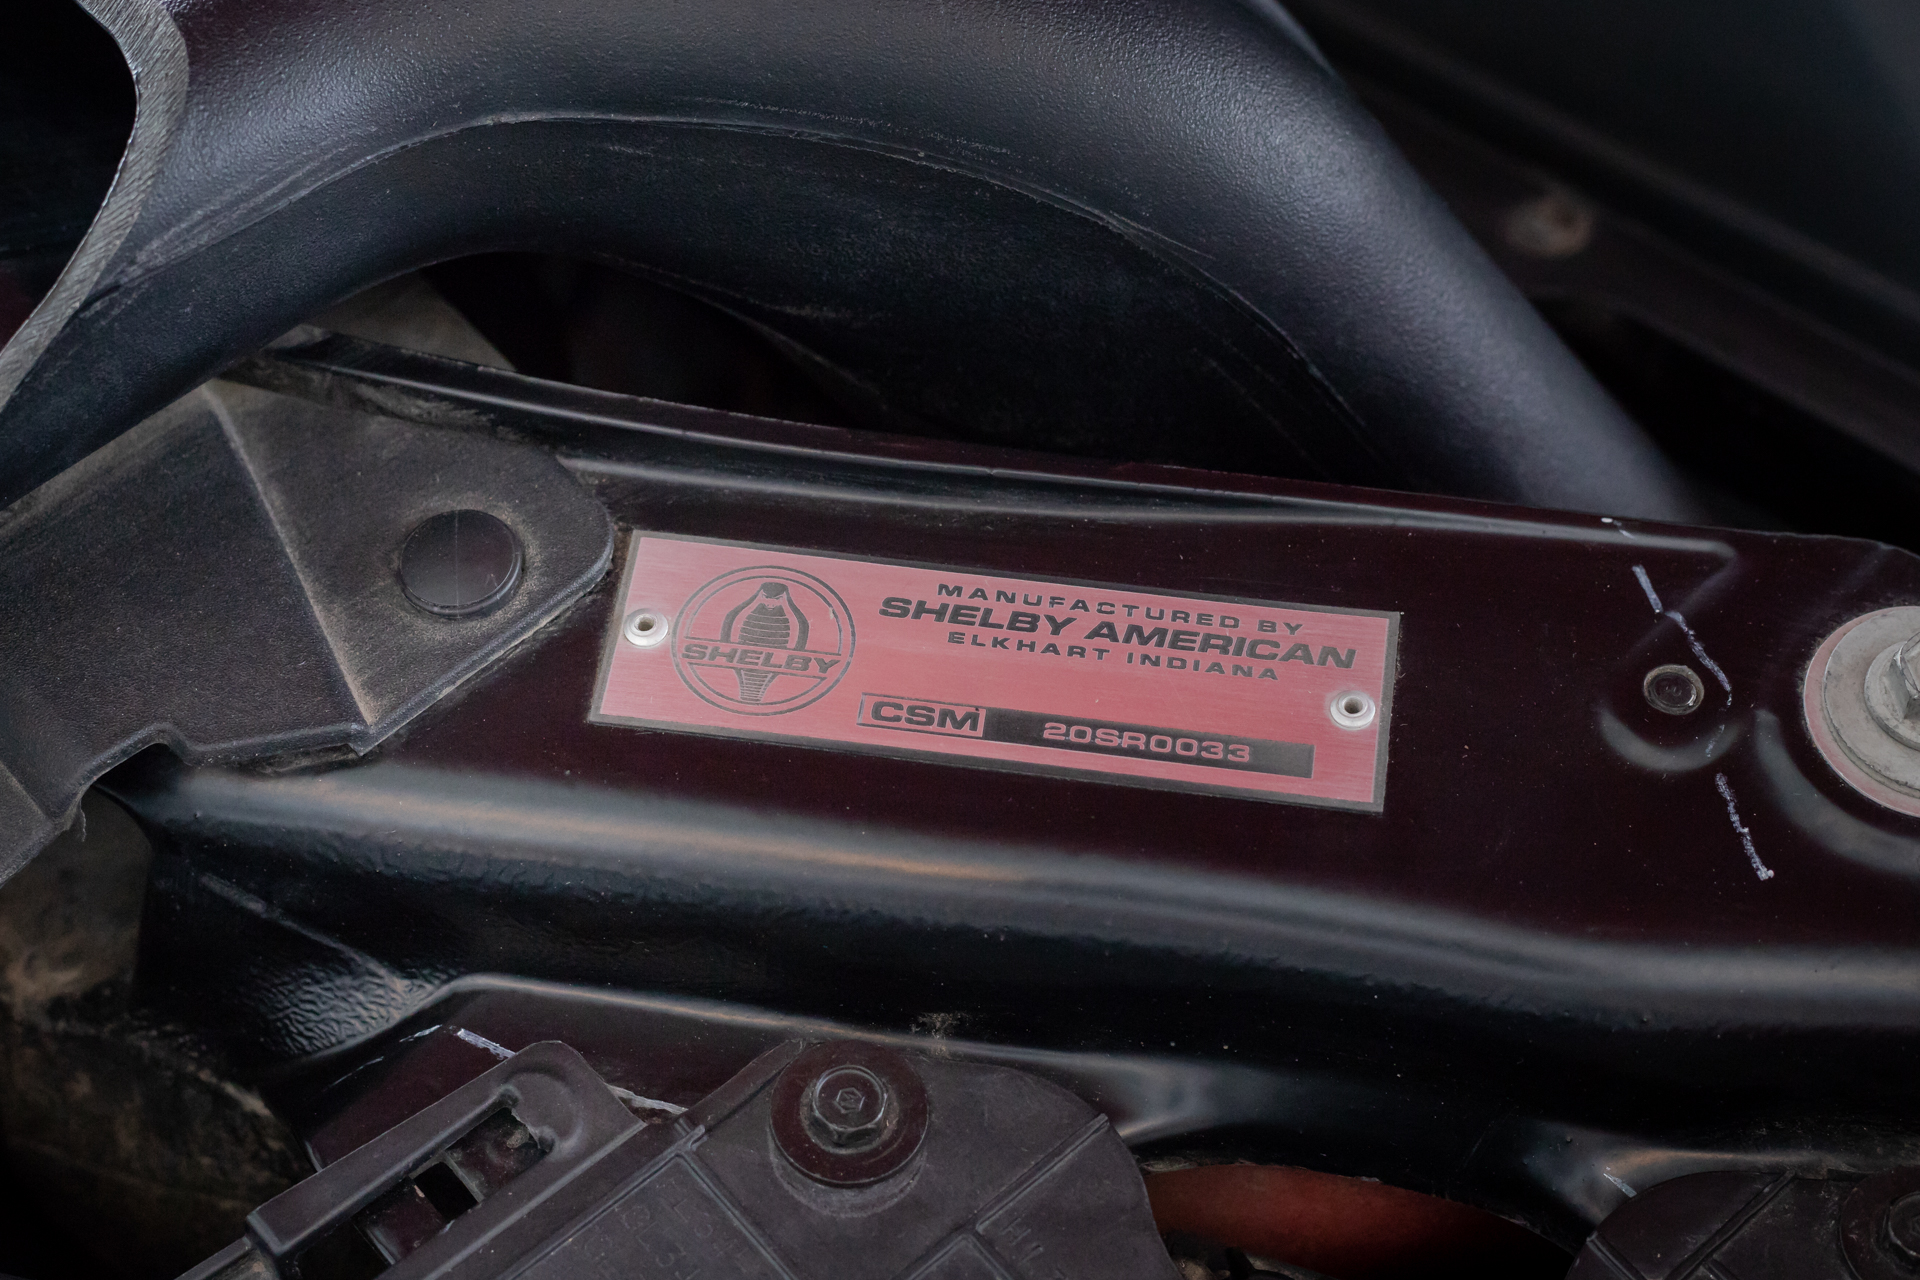 SHELBY
MANUFACTURED BY
SHELBY AMERICAN
ELKHART INDIANA
CSM 20SR0033